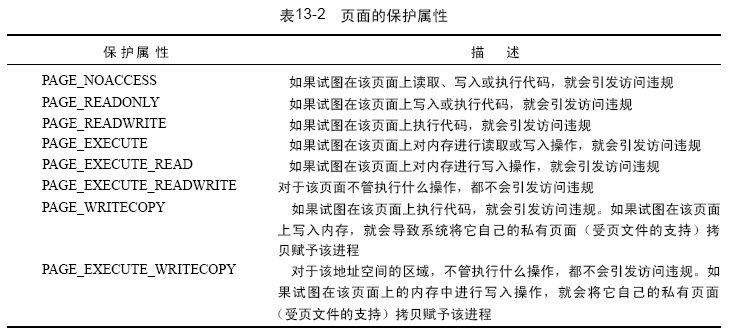 表13-2 页面的保护属性
保 护 属 性 描 述
PAGE_NOACCESS 如果试图在该页面上读取、写入或执行代码，就会引发访问违规
PAGE_READONLY 如果试图在该页面上写入或执行代码，就会引发访问违规
PAGE_READWRITE 如果试图在该页面上执行代码，就会引发访问违规
PAGE_EXECUTE 如果试图在该页面上对内存进行读取或写入操作，就会引发访问违规
PAGE_EXECUTE_READ 如果试图在该页面上对内存进行写入操作，就会引发访问违规
PAGE_EXECUTE_READWRITE 对于该页面不管执行什么操作，都不会引发访问违规
PAGE_WRITECOPY 如果试图在该页面上执行代码，就会引发访问违规。如果试图在该页面
上写入内存，就会导致系统将它自己的私有页面（受页文件的支持）拷
贝赋予该进程
PAGE_EXECUTE_WRITECOPY 对于该地址空间的区域，不管执行什么操作，都不会引发访问违规。如
果试图在该页面上的内存中进行写入操作，就会将它自己的私有页面
（受页文件的支持）拷贝赋予该进程